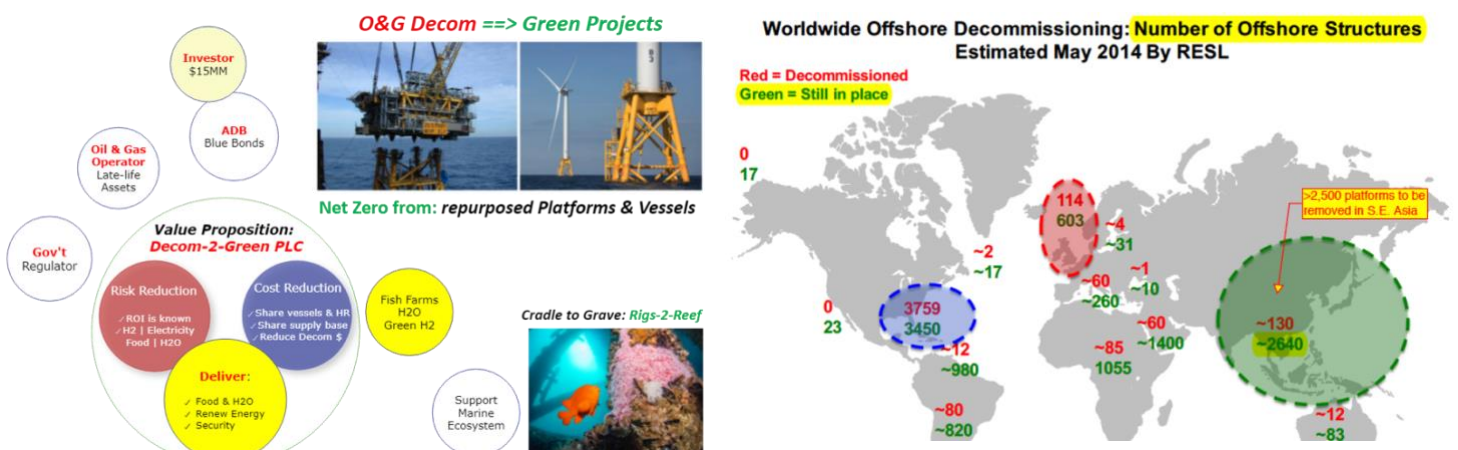 O&G Decom ==> Green Projects
Investor
$15MM
ADB
Blue Bonds
Oil & Gas
Operator
Late-life
Assets
Gov't
Regulator
Net Zero from: repurposed Platforms & Vessels
Value Proposition:
Decom-2-Green PLC
Risk Reduction
✓ROI is known
✓H2 | Electricity
Food | H2O
Cost Reduction
✓Share vessels & HR
✓Share supply base
✓Reduce Decom $
Deliver:
✓ Food & H2O
✓ Renew Energy
✓ Security
Fish Farms
H2O
Green H2
Support
Marine
Ecosystem
Cradle to Grave: Rigs-2-Reef
Worldwide Offshore Decommissioning: Number of Offshore Structures
Estimated May 2014 By RESL
Red = Decommissioned
Green = Still in place
0
17
114
603
~4
~31
>2,500 platforms to be
removed in S.E. Asia
~2
~17
~60
~260
~1
~10
0
23
3759
3450
~12
~980
~60
~1400
~85
1055
~130
~2640
~80
~820
~12
~83